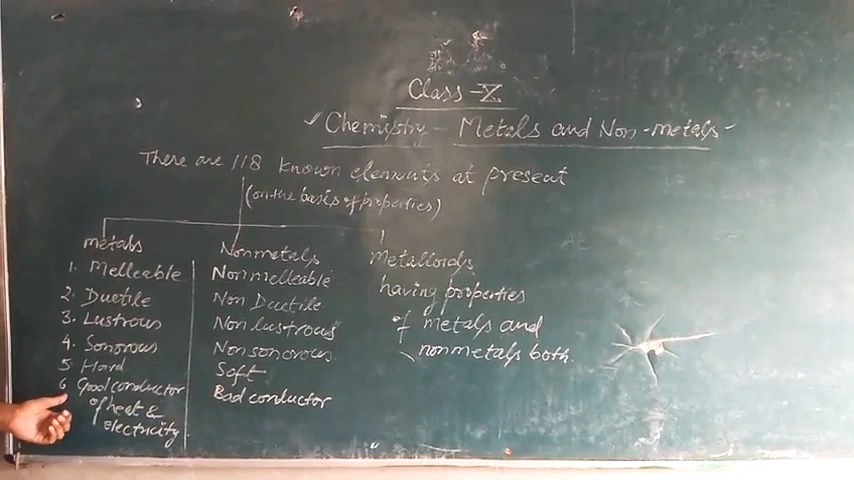 Class-X
Chemistry - Metals and Non-metals-
There are 118 known elements at present
(on the basis of properties)
metals
1. Melleable
2. Ductile
3. Lustrous
4. Sonorous
5 Hard
6 Good conductor
of heat &
electricity
Nonmetals
Nonmelleable
Non Ductile
Non lustrous
Nonsonorous
Soft
Bad conductor
Metalloids
having properties
of metals and
nonmetals both.